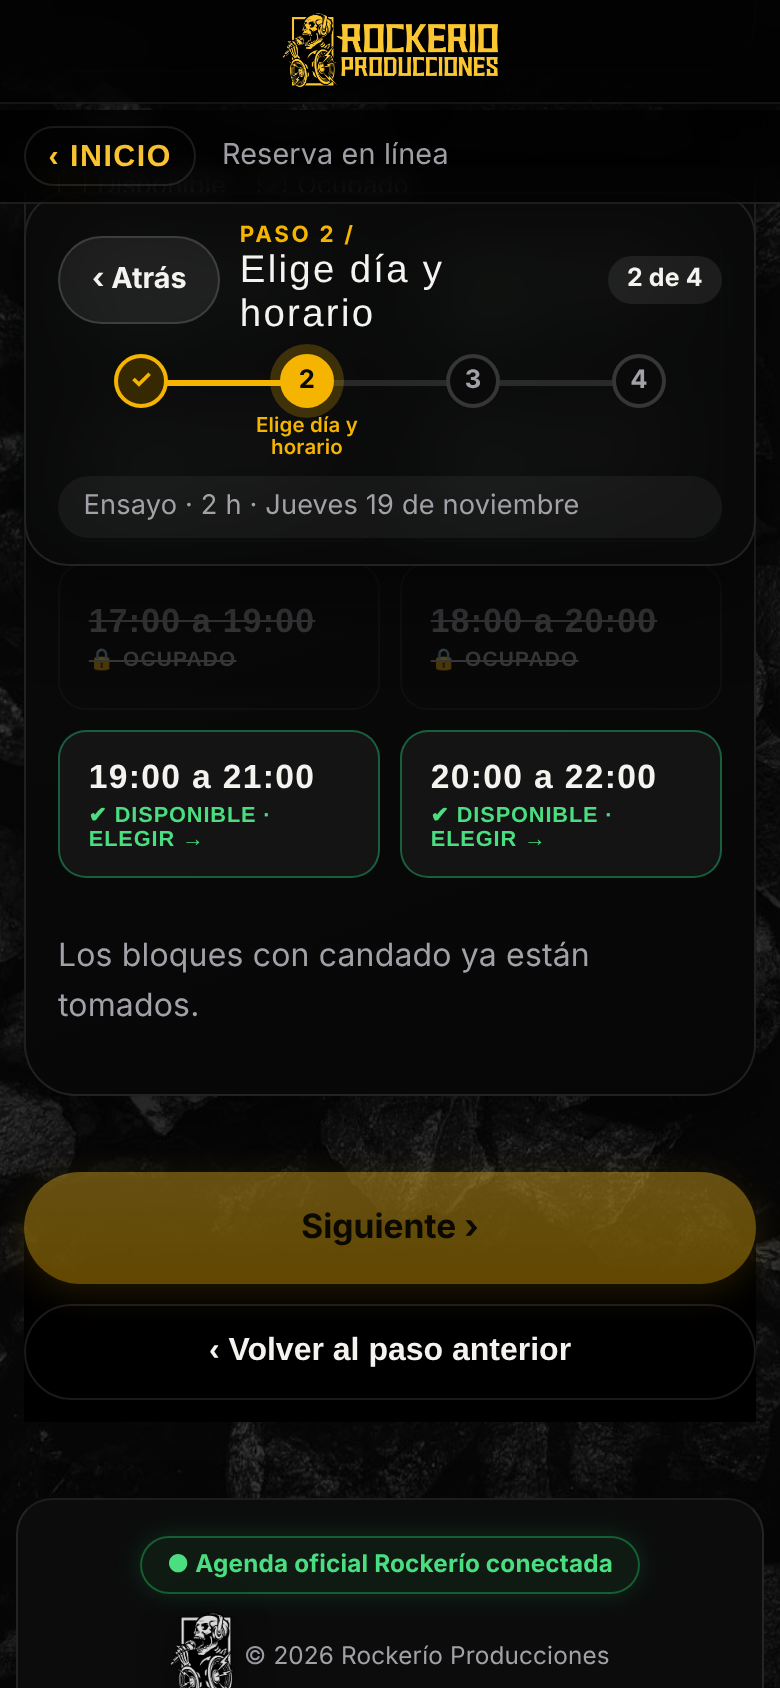 ROCKERIO
PRODUCCIONES
‹ INICIO
Reserva en línea
Disponible
Ocupado
‹ Atrás
PASO 2 /
Elige día y
horario
2 de 4
✓
2
3
4
Elige día y
horario
Ensayo · 2 h · Jueves 19 de noviembre
17:00 a 19:00
🔒 OCUPADO
18:00 a 20:00
🔒 OCUPADO
19:00 a 21:00
✔ DISPONIBLE ·
ELEGIR →
20:00 a 22:00
✔ DISPONIBLE ·
ELEGIR →
Los bloques con candado ya están
tomados.
Siguiente ›
‹ Volver al paso anterior
● Agenda oficial Rockerío conectada
© 2026 Rockerío Producciones